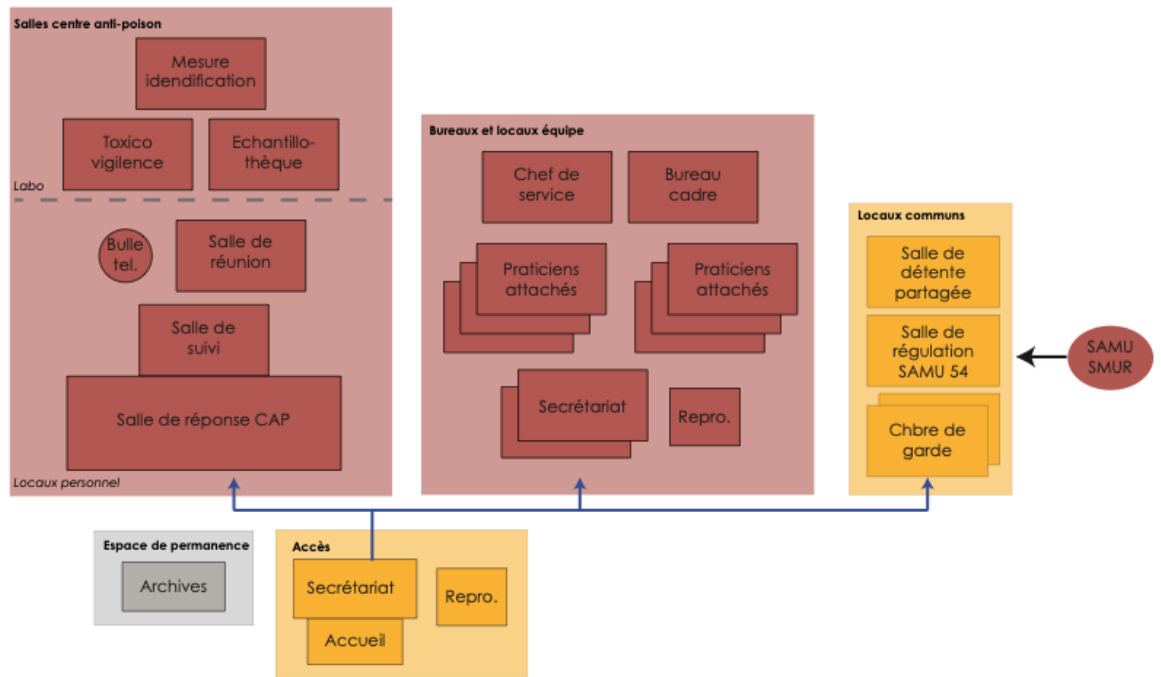 Salles centre anti-poison
Mesure
idendification
Toxico
vigilence
Echantillo-
thèque
Labo
Bulle
tel.
Salle de
réunion
Salle de
suivi
Salle de réponse CAP
Locaux personnel
Bureaux et locaux équipe
Chef de
service
Bureau
cadre
Praticiens
attachés
Praticiens
attachés
Secrétariat
Repro.
Locaux communs
Salle de
détente
partagée
Salle de
régulation
SAMU 54
Chbre de
garde
SAMU
SMUR
Espace de permanence
Archives
Accès
Secrétariat
Repro.
Accueil